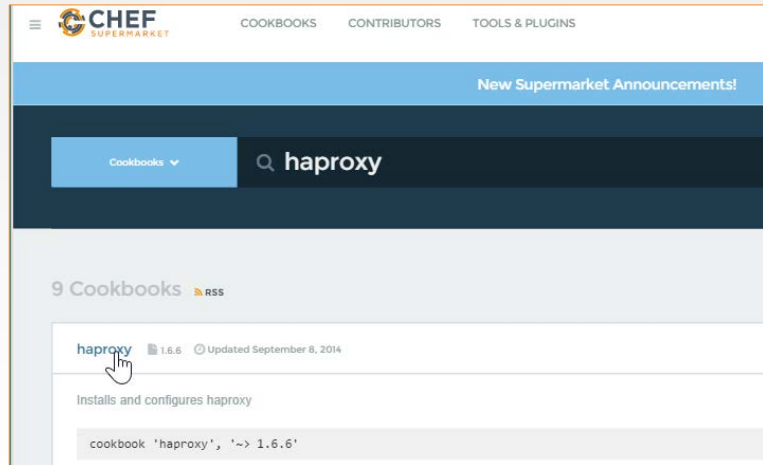 CHEF
SUPERMARKET
COOKBOOKS CONTRIBUTORS TOOLS & PLUGINS
New Supermarket Announcements!
Cookbooks
haproxy
9 Cookbooks RSS
haproxy 1.6.6 Updated September 8, 2014
Installs and configures haproxy
cookbook 'haproxy', '~> 1.6.6'